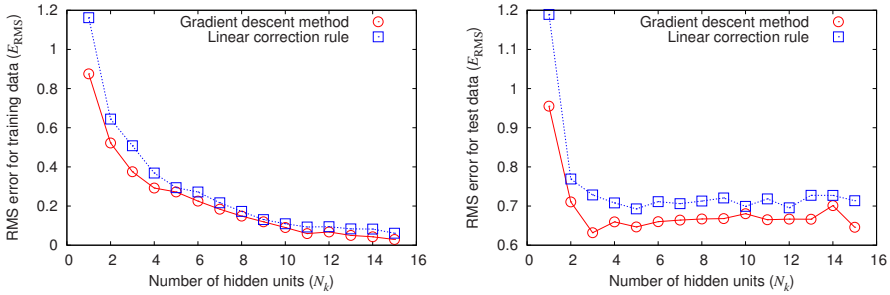 RMS error for training data (E_RMS)
1.2
1
0.8
0.6
0.4
0.2
0
0 2 4 6 8 10 12 14 16
Number of hidden units (N_k)
Gradient descent method
Linear correction rule
RMS error for test data (E_RMS)
1.2
1.1
1
0.9
0.8
0.7
0.6
0 2 4 6 8 10 12 14 16
Number of hidden units (N_k)
Gradient descent method
Linear correction rule